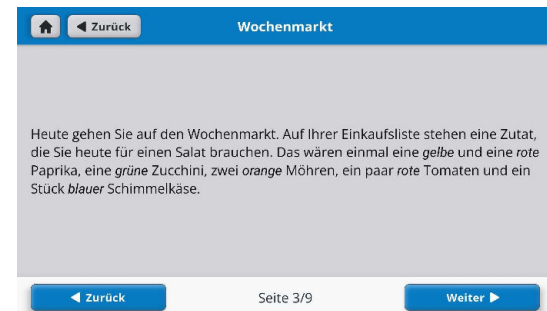 Zurück
Wochenmarkt
Heute gehen Sie auf den Wochenmarkt. Auf Ihrer Einkaufsliste stehen eine Zutat,
die Sie heute für einen Salat brauchen. Das wären einmal eine gelbe und eine rote
Paprika, eine grüne Zucchini, zwei orange Möhren, ein paar rote Tomaten und ein
Stück blauer Schimmelkäse.
Zurück
Seite 3/9
Weiter